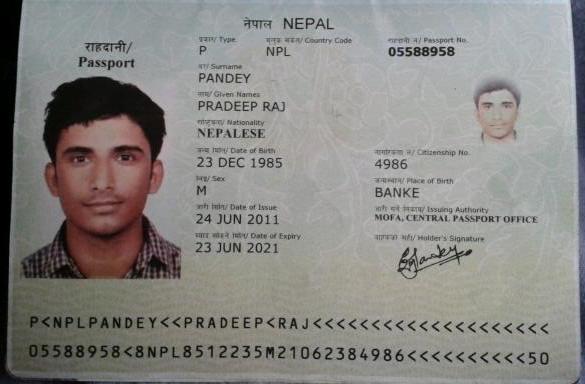 नेपाल NEPAL
राहदानी/
Passport
प्रकार/ Type
P
मुलुक संकेत/ Country Code
NPL
राहदानी नं/ Passport No.
05588958
थर/ Surname
PANDEY
नाम/ Given Names
PRADEEP RAJ
राष्ट्रियता/ Nationality
NEPALESE
जन्म मिति/ Date of Birth
23 DEC 1985
नागरिकता नं/ Citizenship No.
4986
लिङ्ग/ Sex
M
जन्मस्थान/ Place of Birth
BANKE
जारी मिति/ Date of Issue
24 JUN 2011
जारी गर्ने निकाय/ Issuing Authority
MOFA, CENTRAL PASSPORT OFFICE
Date of Expiry
23 JUN 2021
वाहकको सही/ Holder's Signature
P<NPLPANDEY<<PRADEEP<RAJ<<<<<<<<<<<<<<<<<<<<
05588958<8NPL8512235M21062384986<<<<<<<<<<50